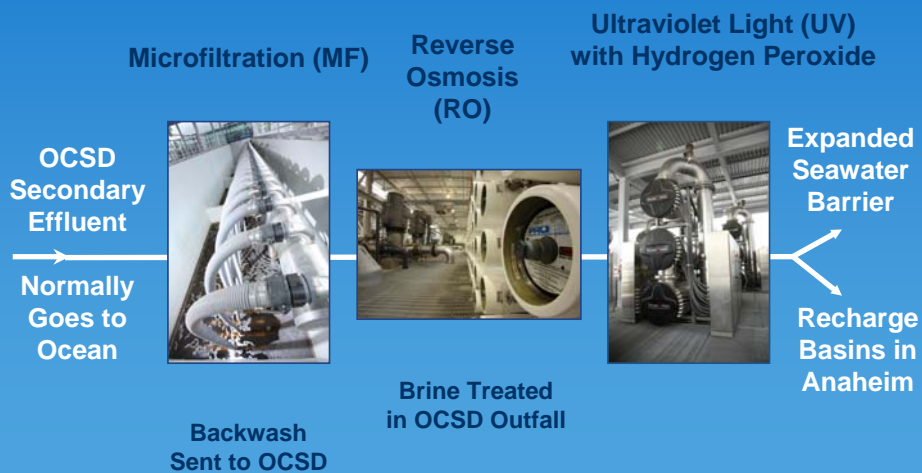 Microfiltration (MF)
Reverse
Osmosis
(RO)
Ultraviolet Light (UV)
with Hydrogen Peroxide
OCSD
Secondary
Effluent
Normally
Goes to
Ocean
Expanded
Seawater
Barrier
Recharge
Basins in
Anaheim
Backwash
Sent to OCSD
Brine Treated
in OCSD Outfall